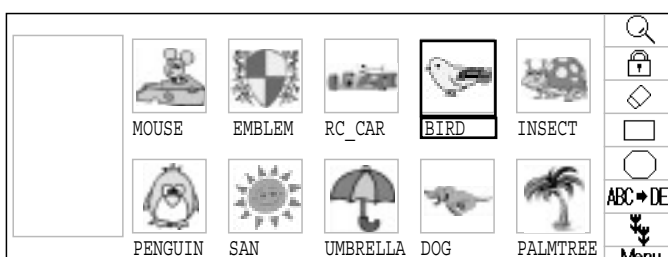 MOUSE EMBLEM RC_CAR BIRD INSECT
PENGUIN SAN UMBRELLA DOG PALMTREE
ABC➡DE
Menu